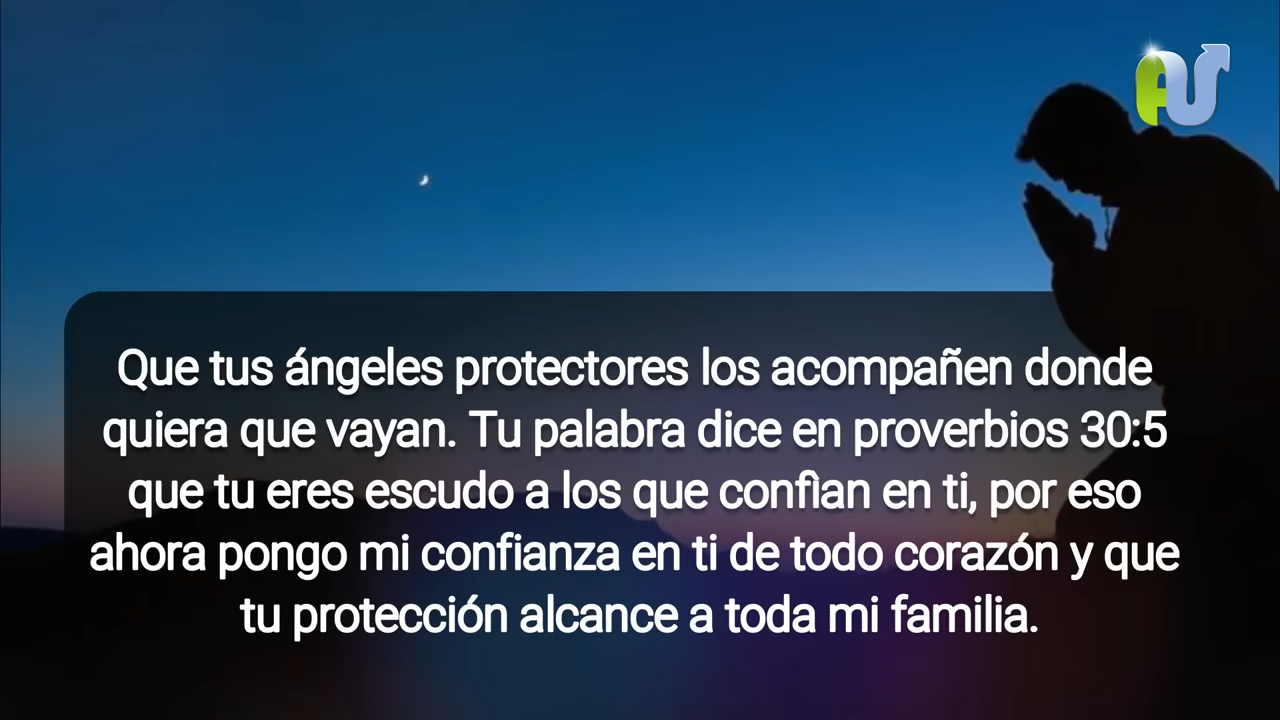 AU
Que tus ángeles protectores los acompañen donde
quiera que vayan. Tu palabra dice en proverbios 30:5
que tu eres escudo a los que confìan en ti, por eso
ahora pongo mi confianza en ti de todo corazón y que
tu protección alcance a toda mi familia.